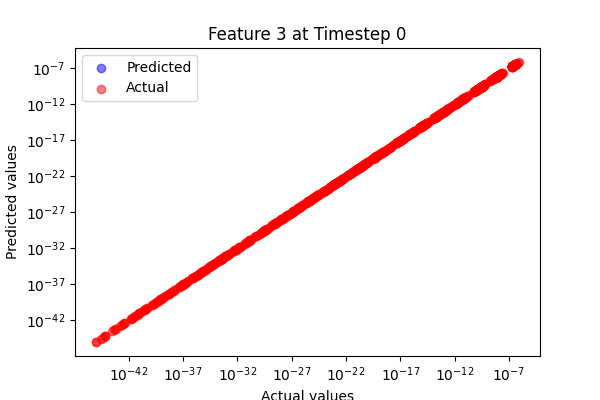 Feature 3 at Timestep 0
Predicted
Actual
Predicted values
10⁻⁷
10⁻¹²
10⁻¹⁷
10⁻²²
10⁻²⁷
10⁻³²
10⁻³⁷
10⁻⁴²
10⁻⁴² 10⁻³⁷ 10⁻³² 10⁻²⁷ 10⁻²² 10⁻¹⁷ 10⁻¹² 10⁻⁷
Actual values